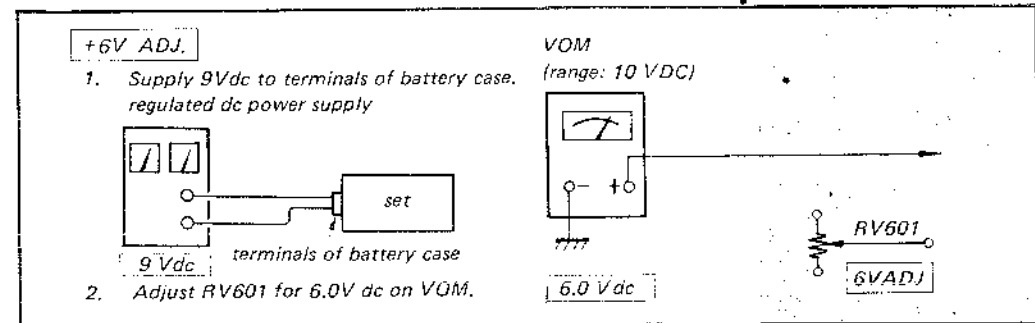 +6V ADJ.
1. Supply 9Vdc to terminals of battery case.
regulated dc power supply
set
terminals of battery case
9 Vdc
2. Adjust RV601 for 6.0V dc on VOM.
VOM
(range: 10 VDC)
- +
6.0 Vdc
RV601
6VADJ